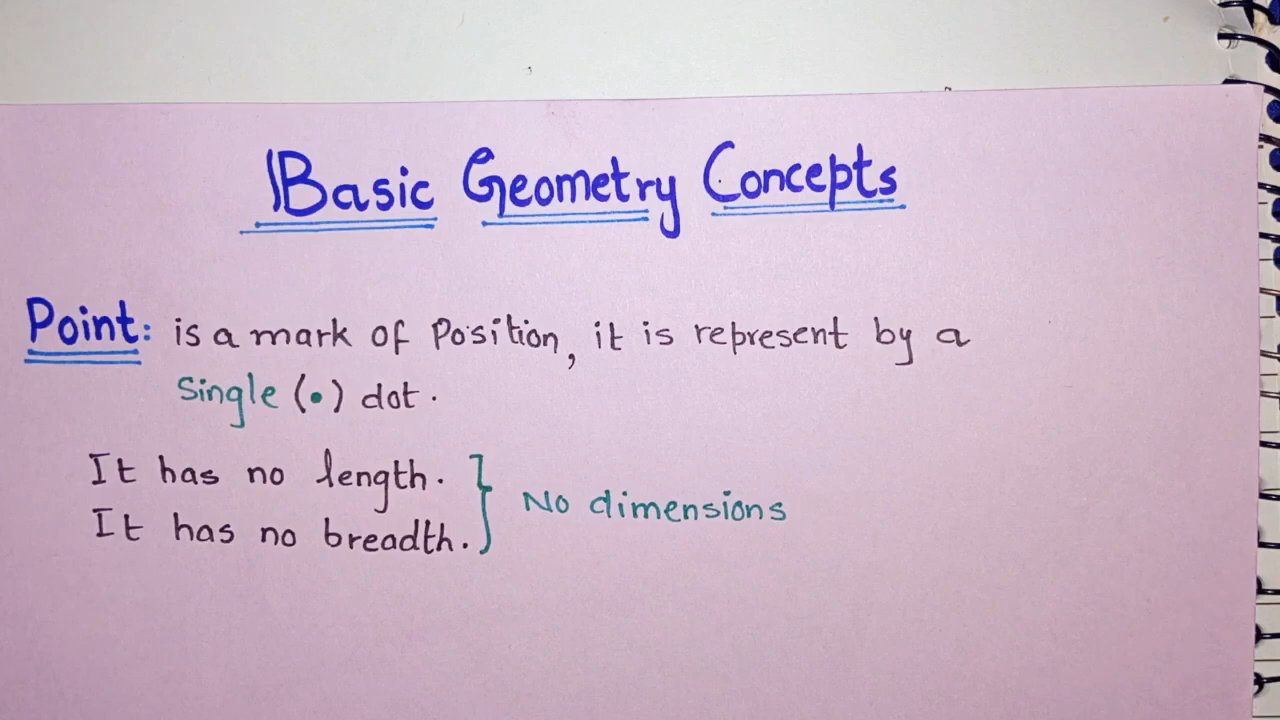 Basic Geometry Concepts
Point: is a mark of Position, it is represent by a
Single (•) dot.
It has no length.
It has no breadth. } No dimensions